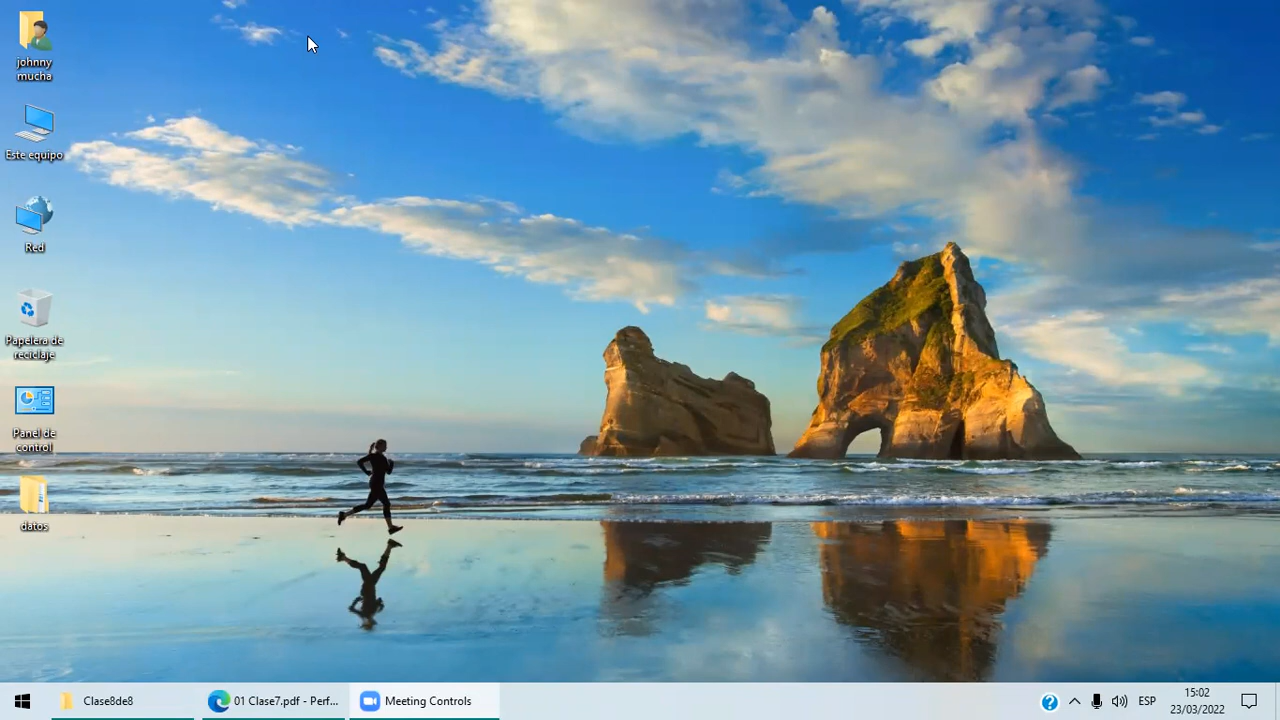 johnny
mucha
Este equipo
Red
Papelera de
reciclaje
Panel de
control
datos
Clase8de8
01 Clase7.pdf - Perf...
Meeting Controls
ESP
15:02
23/03/2022